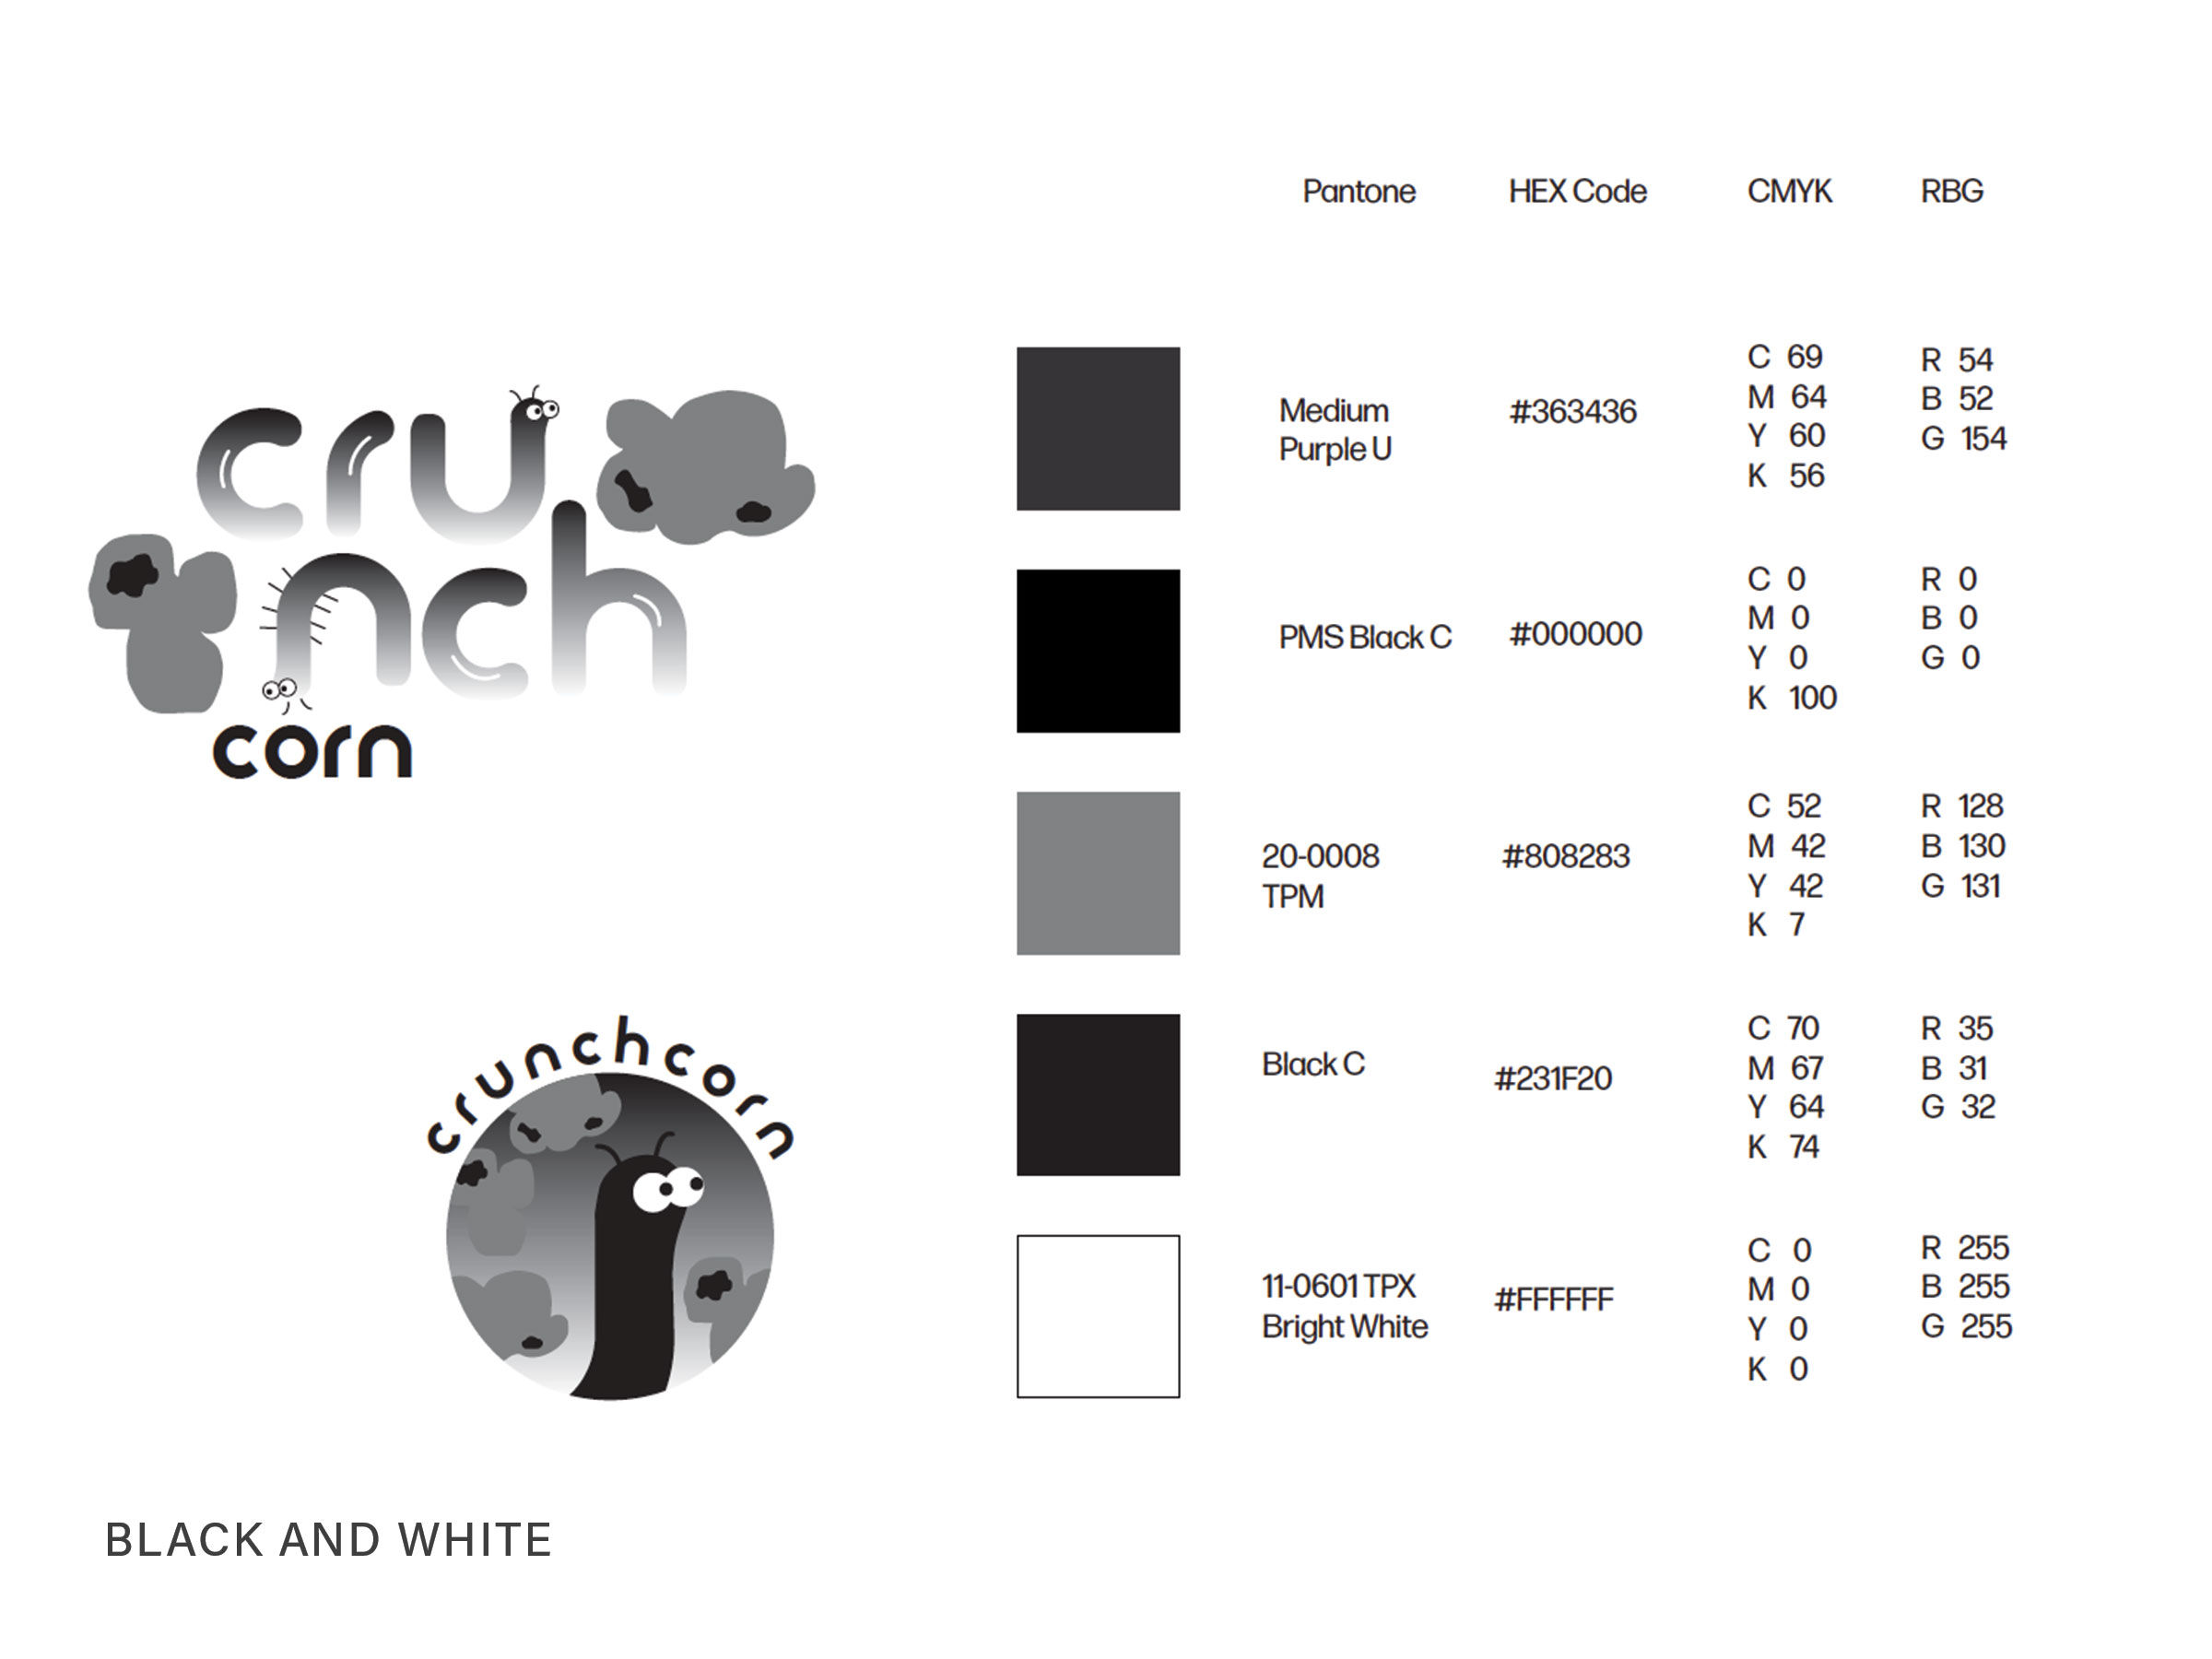 Pantone HEX Code CMYK RBG
cru
nch
corn
Medium
Purple U
#363436
C 69
M 64
Y 60
K 56
R 54
B 52
G 154
PMS Black C
#000000
C 0
M 0
Y 0
K 100
R 0
B 0
G 0
20-0008
TPM
#808283
C 52
M 42
Y 42
K 7
R 128
B 130
G 131
crunchcorn
Black C
#231F20
C 70
M 67
Y 64
K 74
R 35
B 31
G 32
11-0601 TPX
Bright White
#FFFFFF
C 0
M 0
Y 0
K 0
R 255
B 255
G 255
BLACK AND WHITE